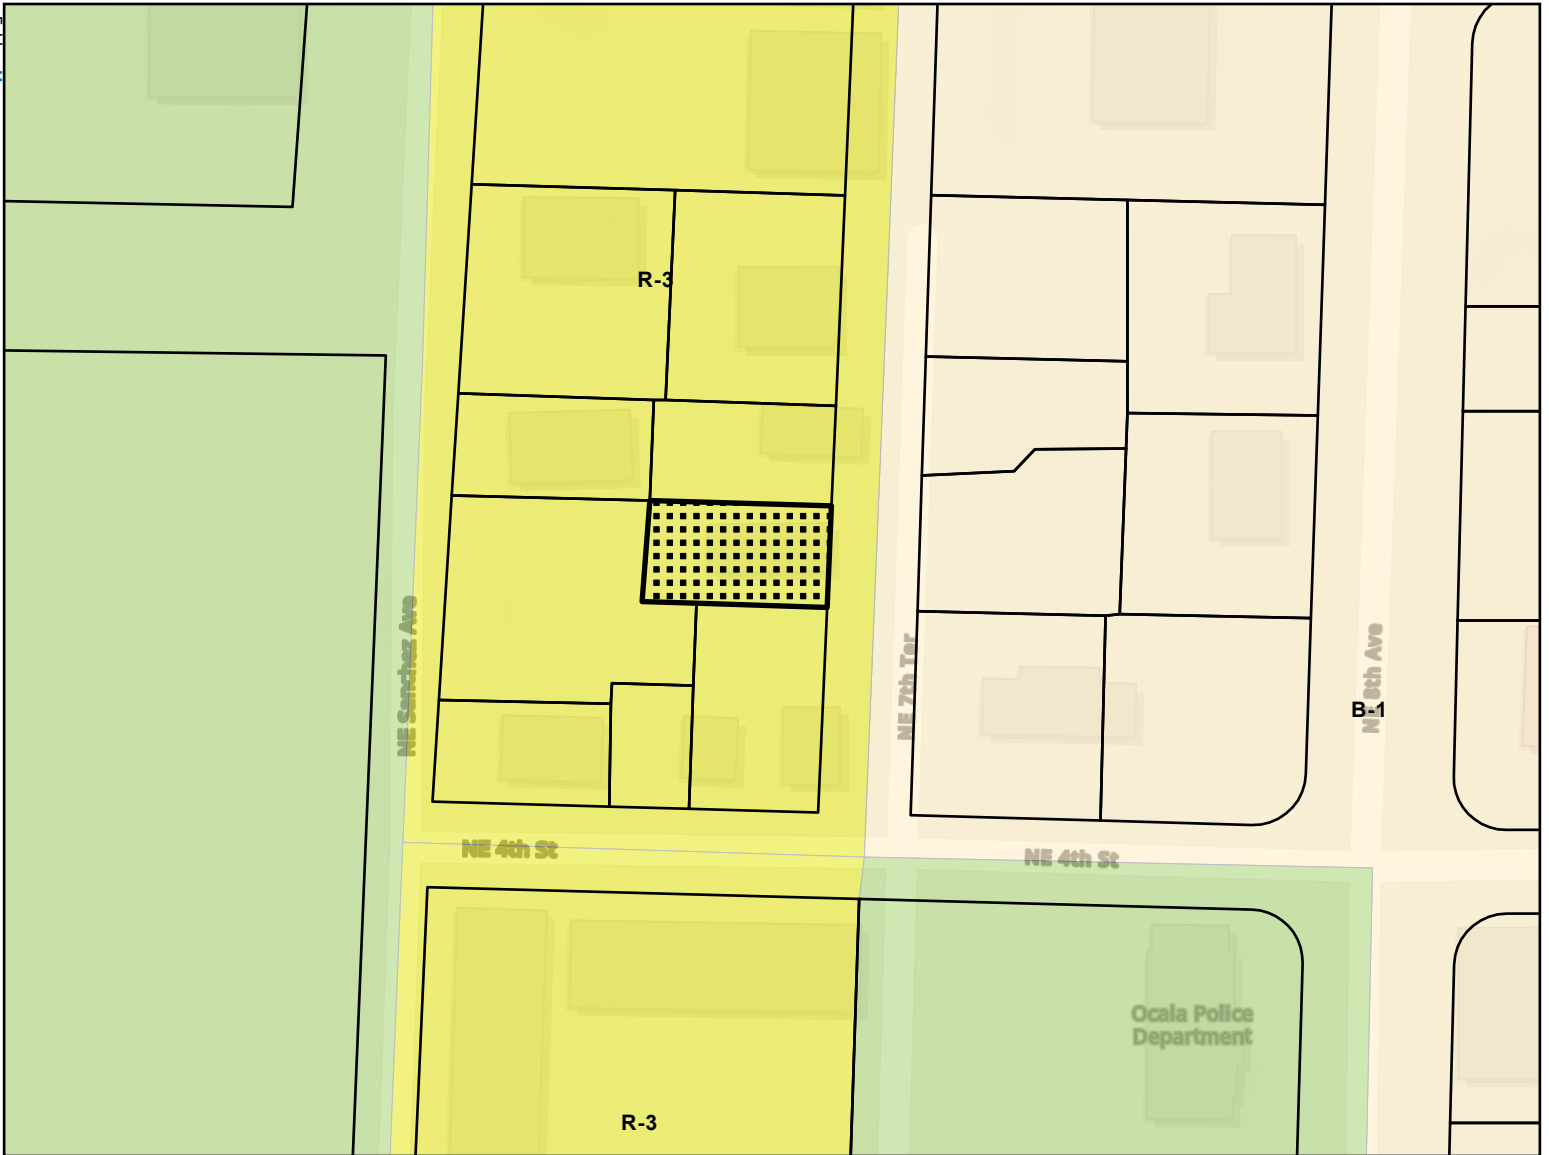 R-3
NE Sanchez Ave
NE 7th Ter
NE 8th Ave
B-1
NE 4th St
NE 4th St
Ocala Police
Department
R-3